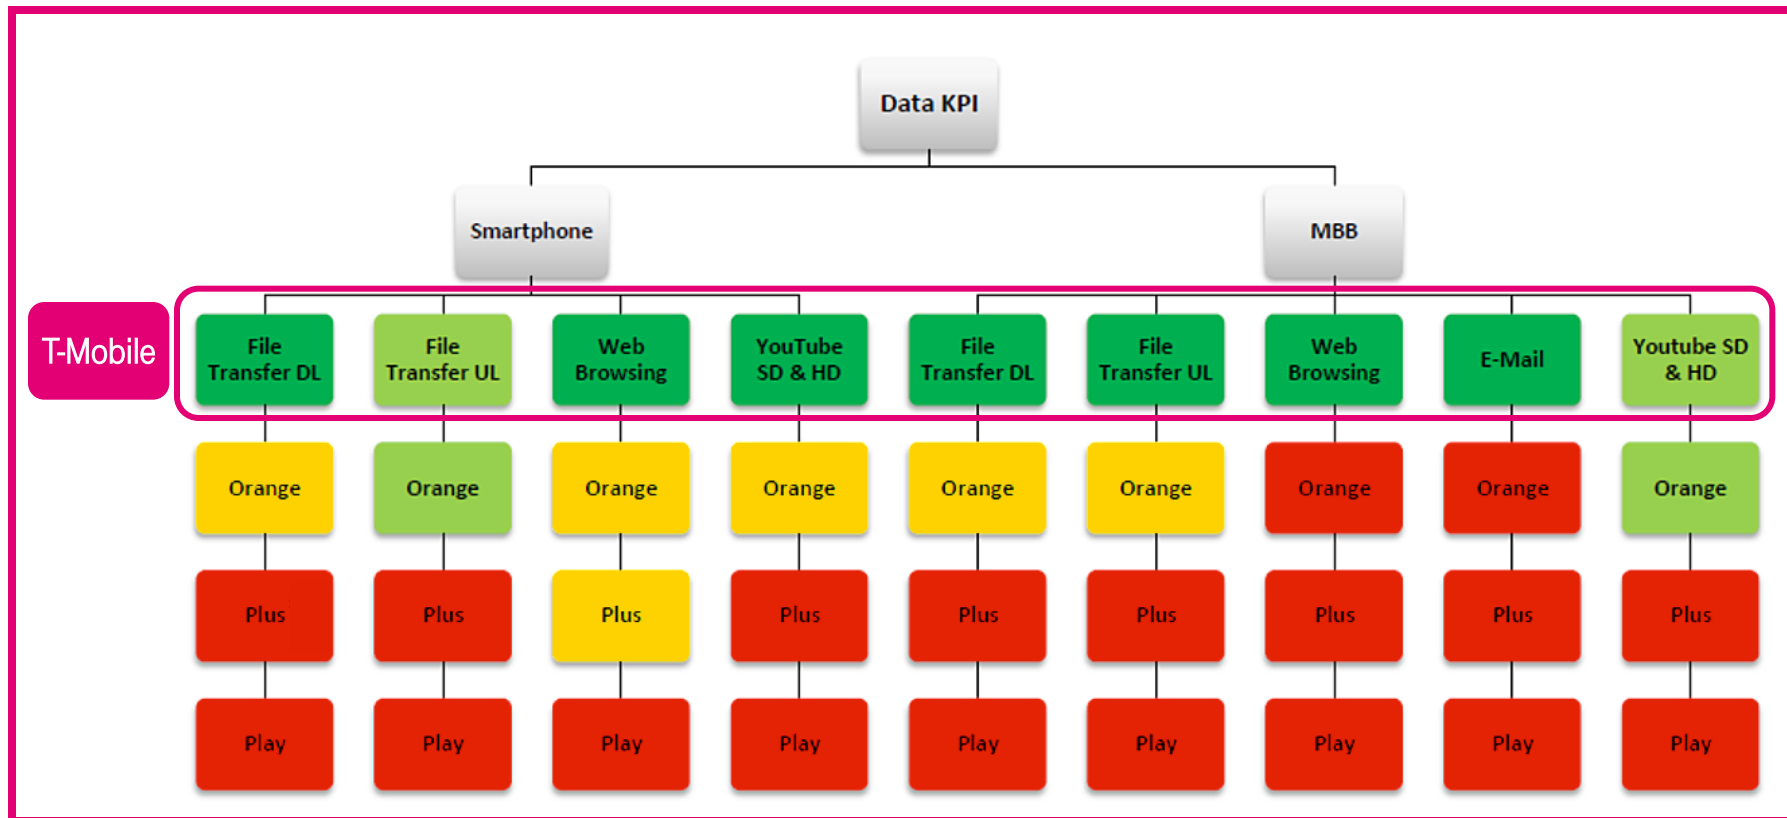 Data KPI
Smartphone
MBB
T-Mobile
File
Transfer DL
File
Transfer UL
Web
Browsing
YouTube
SD & HD
File
Transfer DL
File
Transfer UL
Web
Browsing
E-Mail
Youtube SD
& HD
Orange
Orange
Orange
Orange
Orange
Orange
Orange
Orange
Orange
Plus
Plus
Plus
Plus
Plus
Plus
Plus
Plus
Plus
Play
Play
Play
Play
Play
Play
Play
Play
Play